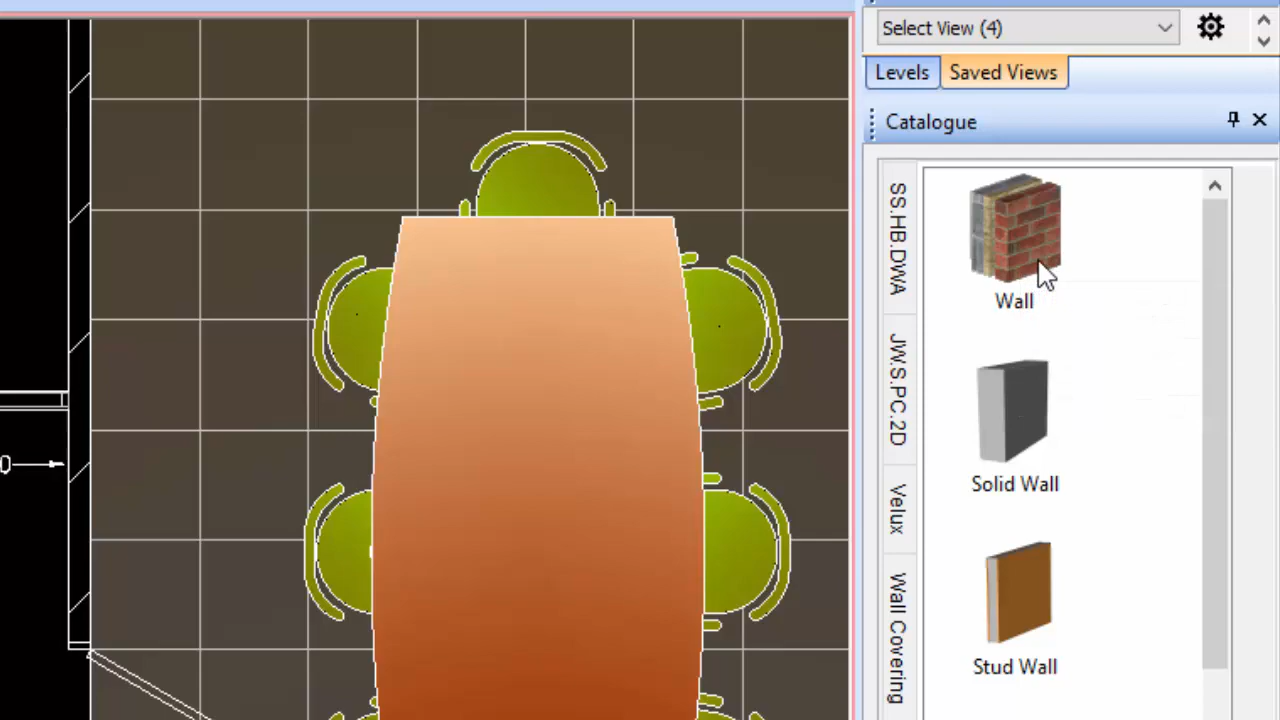 Select View (4)
Levels
Saved Views
Catalogue
SS.HB.DWA
JW.S.PC.2D
Velux
Wall Covering
Wall
Solid Wall
Stud Wall
0